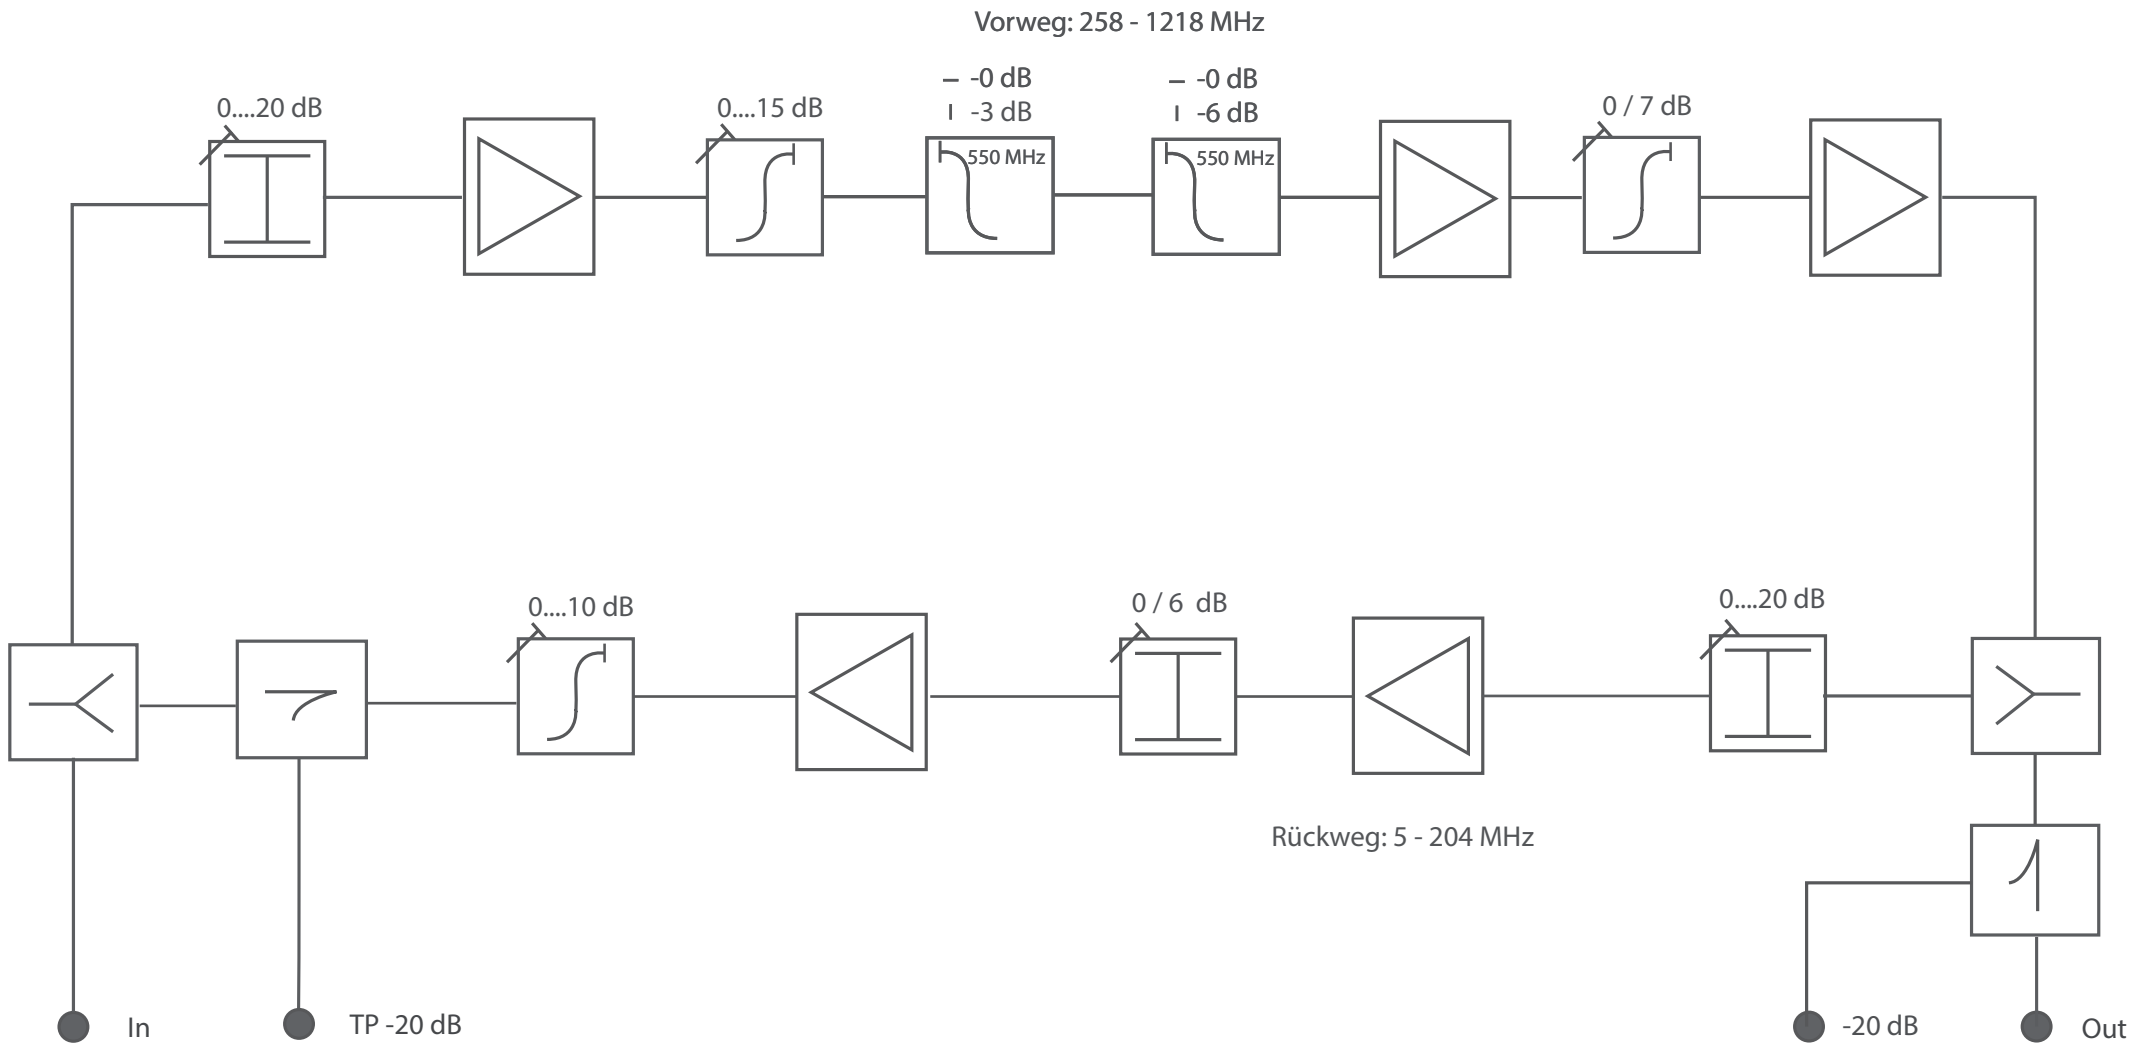 Vorweg: 258 - 1218 MHz
– -0 dB
I -3 dB
– -0 dB
I -6 dB
0....20 dB
0....15 dB
0 / 7 dB
550 MHz
550 MHz
0....10 dB
0 / 6 dB
0....20 dB
Rückweg: 5 - 204 MHz
In
TP -20 dB
-20 dB
Out